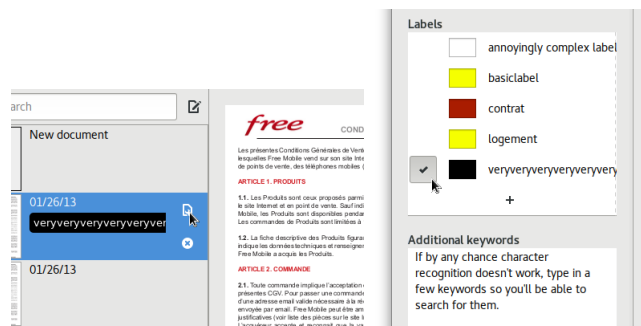 arch
New document
01/26/13
veryveryveryveryveryver
01/26/13
free
COND
Les présentes Conditions Générales de Vent
lesquelles Free Mobile vend sur son site Inte
de points de vente, des téléphones mobiles (
ARTICLE 1. PRODUITS
1.1. Les Produits sont ceux proposés parmi
le site Internet et en point de vente. Sauf indi
Mobile, les Produits sont disponibles penda
Les commandes de Produits sont limitées à
1.2. La fiche descriptive des Produits figura
indique les données techniques et renseigner
Free Mobile a acquis les Produits.
ARTICLE 2. COMMANDE
2.1. Toute commande implique l'acceptation
présentes CGV. Pour passer une commande
d'une adresse email valide nécessaire à la ré
envoyée par email. Free Mobile peut être am
justificatives (voir liste des pièces sur le site I
Labels
annoyingly complex label
basiclabel
contrat
logement
veryveryveryveryveryvery
+
Additional keywords
If by any chance character
recognition doesn't work, type in a
few keywords so you'll be able to
search for them.